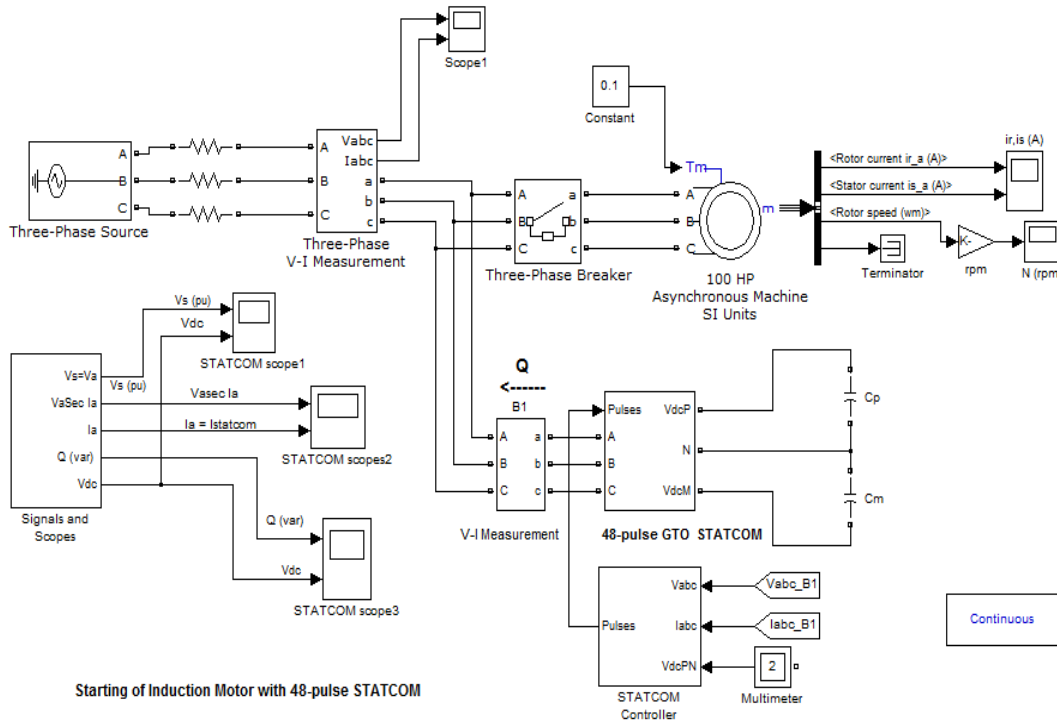 Scope1
0.1
Constant
Vabc
Iabc
A
B
C
A
B
C
a
b
c
Three-Phase Source
Three-Phase
V-I Measurement
A
B
C
a
b
c
Three-Phase Breaker
Tm
A
B
C
m
100 HP
Asynchronous Machine
SI Units
<Rotor current ir_a (A)>
<Stator current is_a (A)>
<Rotor speed (wm)>
ir,is (A)
Terminator
K-
rpm
N (rpm
Vs (pu)
Vdc
STATCOM scope1
Vs=Va
VaSec Ia
Ia
Q (var)
Vdc
Vs (pu)
Vasec Ia
Ia = Istatcom
STATCOM scopes2
Signals and
Scopes
Q (var)
Vdc
STATCOM scope3
Q
<------
B1
A
B
C
a
b
c
V-I Measurement
Pulses
A
B
C
VdcP
N
VdcM
48-pulse GTO STATCOM
Cp
Cm
Pulses
Vabc
Iabc
VdcPN
STATCOM
Controller
Vabc_B1
Iabc_B1
2
Multimeter
Continuous
Starting of Induction Motor with 48-pulse STATCOM